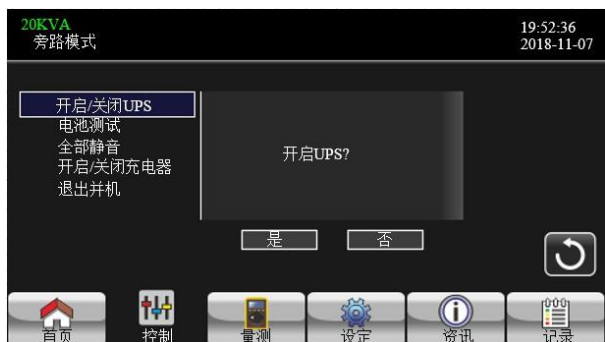 20KVA
旁路模式
19:52:36
2018-11-07
开启/关闭UPS
电池测试
全部静音
开启/关闭充电器
退出并机
开启UPS?
是
否
首页
控制
量测
设定
资讯
记录